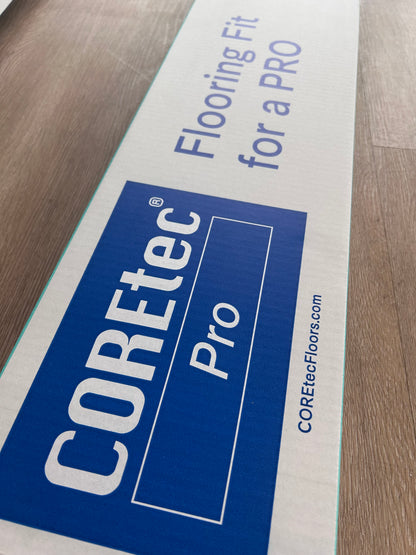 Flooring Fit
for a PRO
COREtec®
Pro
COREtecFloors.com